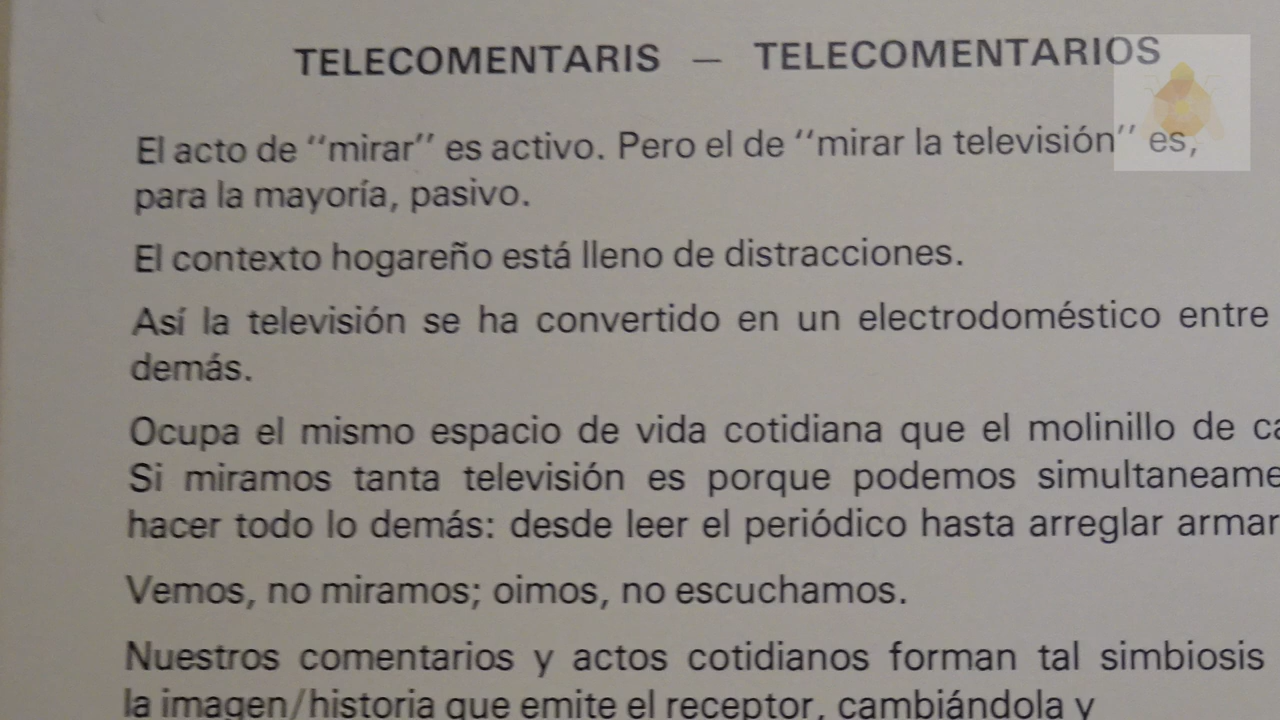 TELECOMENTARIS — TELECOMENTARIOS
El acto de ‘‘mirar’’ es activo. Pero el de ‘‘mirar la televisión’’ es,
para la mayoría, pasivo.
El contexto hogareño está lleno de distracciones.
Así la televisión se ha convertido en un electrodoméstico entre
demás.
Ocupa el mismo espacio de vida cotidiana que el molinillo de
Si miramos tanta televisión es porque podemos
hacer todo lo demás: desde leer el periódico hasta arreglar
Vemos, no miramos; oimos, no escuchamos.
Nuestros comentarios y actos cotidianos forman tal simbiosis
la imagen/historia que emite el receptor, cambiándola y